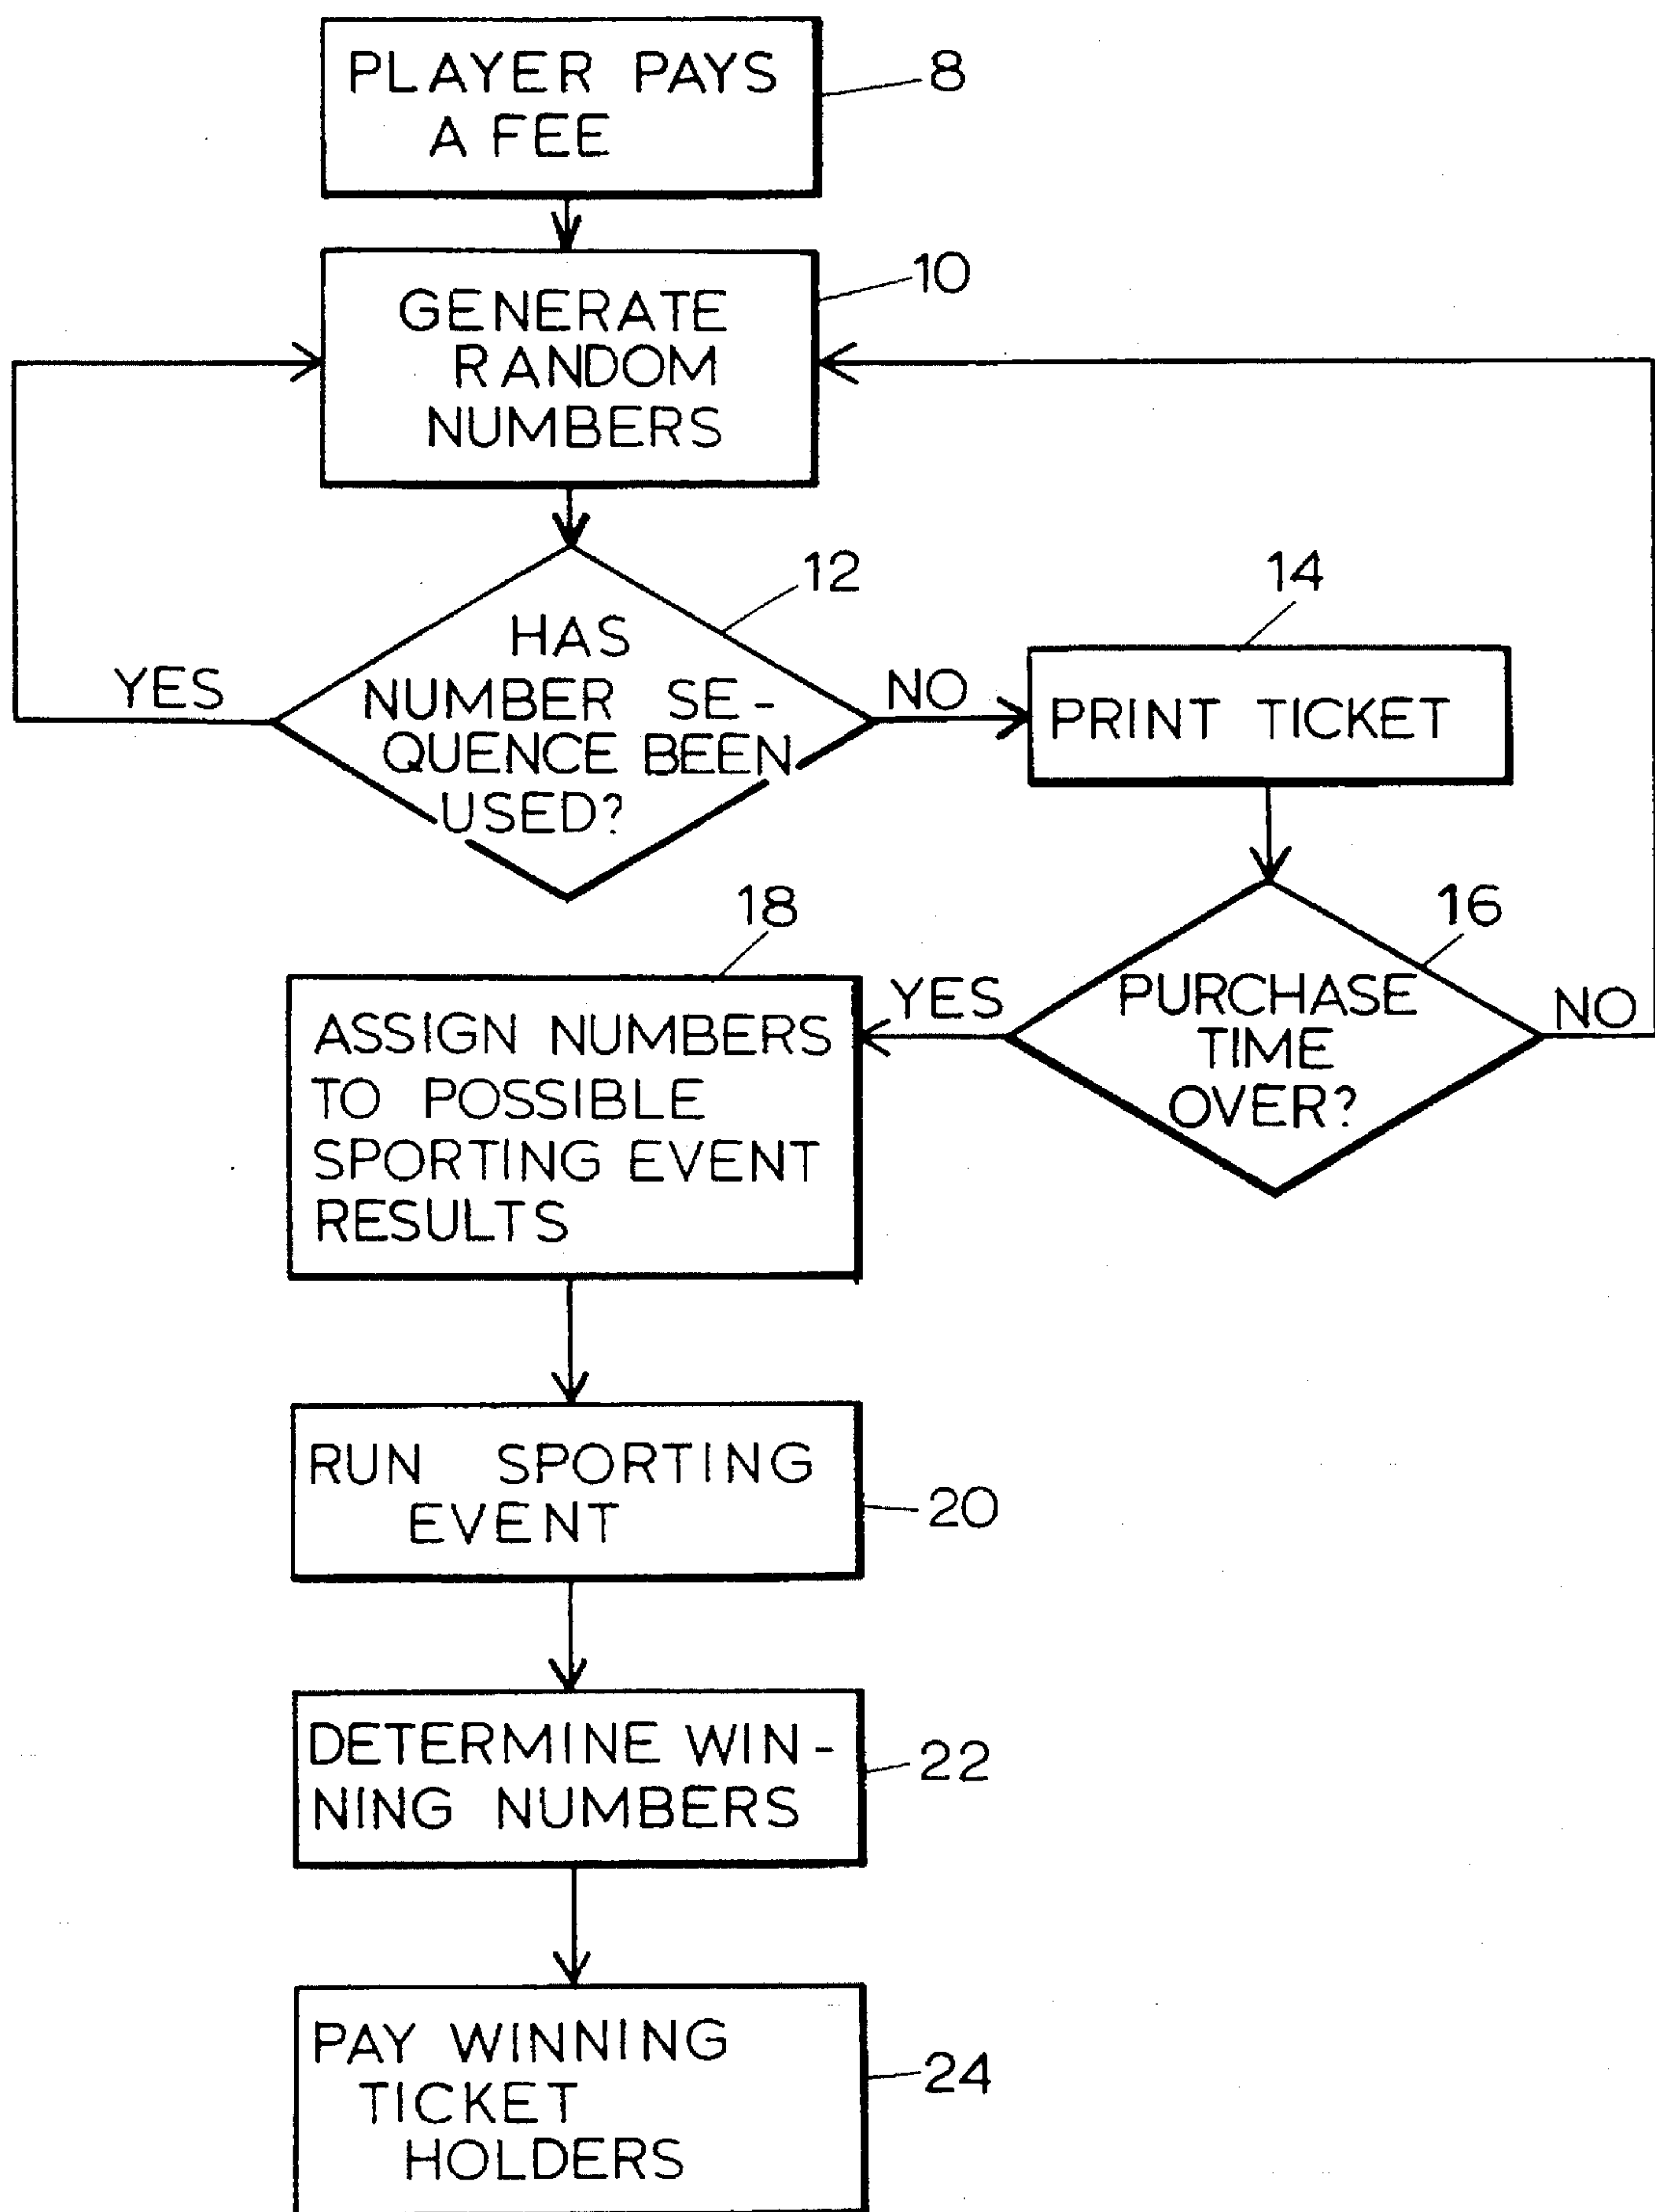 PLAYER PAYS
A FEE
8
GENERATE
RANDOM
NUMBERS
10
HAS
NUMBER SE-
QUENCE BEEN
USED?
12
YES
NO
PRINT TICKET
14
PURCHASE
TIME
OVER?
16
YES
NO
ASSIGN NUMBERS
TO POSSIBLE
SPORTING EVENT
RESULTS
18
RUN SPORTING
EVENT
20
DETERMINE WIN-
NING NUMBERS
22
PAY WINNING
TICKET
HOLDERS
24